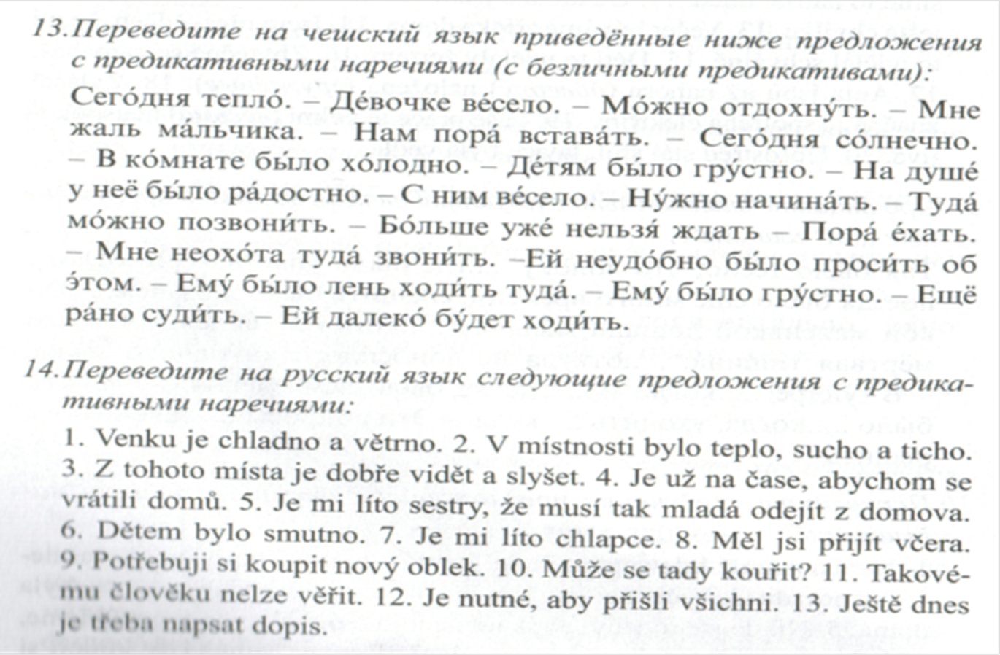 13. Переведите на чешский язык приведённые ниже предложения
с предикативными наречиями (с безличными предикативами):
Сего́дня тепло́. – Де́вочке ве́село. – Мо́жно отдохну́ть. – Мне
жаль ма́льчика. – Нам пора́ встава́ть. – Сего́дня со́лнечно.
– В ко́мнате бы́ло хо́лодно. – Де́тям бы́ло гру́стно. – На душе́
у неё бы́ло ра́достно. – С ним ве́село. – Ну́жно начина́ть. – Туда́
мо́жно позвони́ть. – Бо́льше уже́ нельзя́ ждать – Пора́ е́хать.
– Мне неохо́та туда́ звони́ть. –Ей неудо́бно бы́ло проси́ть об
э́том. – Ему́ бы́ло лень ходи́ть туда́. – Ему́ бы́ло гру́стно. – Ещё
ра́но суди́ть. – Ей далеко́ бу́дет ходи́ть.
14. Переведите на русский язык следующие предложения с предика-
тивными наречиями:
1. Venku je chladno a větrno. 2. V místnosti bylo teplo, sucho a ticho.
3. Z tohoto místa je dobře vidět a slyšet. 4. Je už na čase, abychom se
vrátili domů. 5. Je mi líto sestry, že musí tak mladá odejít z domova.
6. Dětem bylo smutno. 7. Je mi líto chlapce. 8. Měl jsi přijít včera.
9. Potřebuji si koupit nový oblek. 10. Může se tady kouřit? 11. Takové-
mu člověku nelze věřit. 12. Je nutné, aby přišli všichni. 13. Ještě dnes
je třeba napsat dopis.